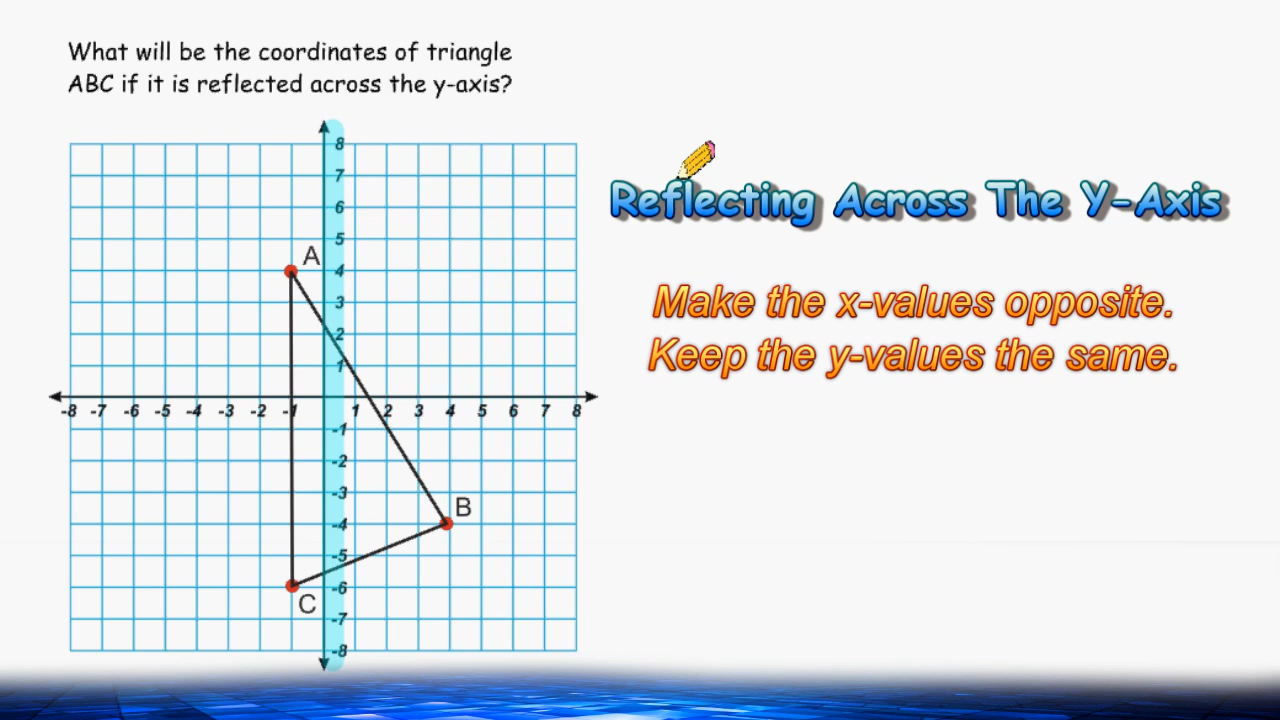 What will be the coordinates of triangle
ABC if it is reflected across the y-axis?
Reflecting Across The Y-Axis
Make the x-values opposite.
Keep the y-values the same.
8
7
6
5
A
4
3
2
1
-8 -7 -6 -5 -4 -3 -2 -1 1 2 3 4 5 6 7 8
-1
-2
-3
B
-4
-5
-6
C
-7
-8